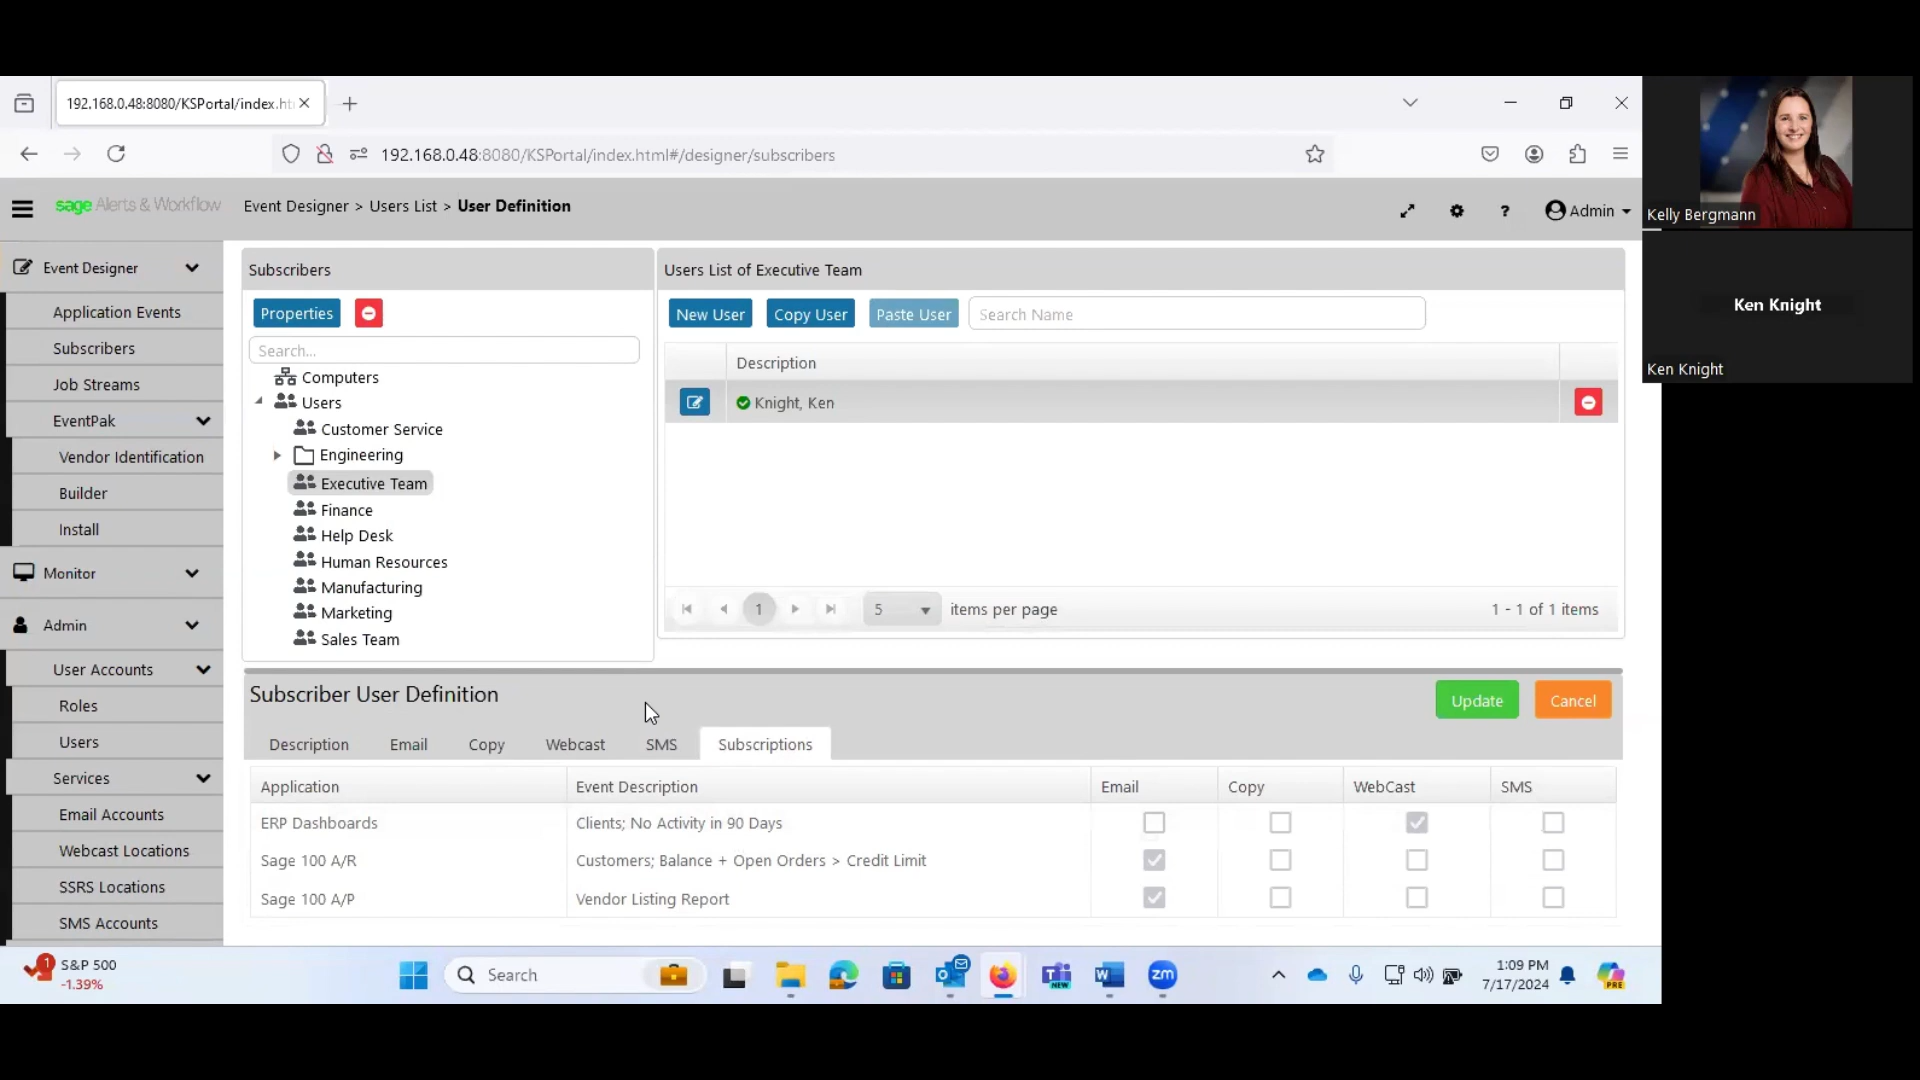 192.168.0.48:8080/KSPortal/index.ht
192.168.0.48:8080/KSPortal/index.html#/designer/subscribers
sage Alerts & Workflow
Event Designer > Users List > User Definition
? Admin
Event Designer
Application Events
Subscribers
Job Streams
EventPak
Vendor Identification
Builder
Install
Monitor
Admin
User Accounts
Roles
Users
Services
Email Accounts
Webcast Locations
SSRS Locations
SMS Accounts
Subscribers
Properties
Search...
Computers
Users
Customer Service
Engineering
Executive Team
Finance
Help Desk
Human Resources
Manufacturing
Marketing
Sales Team
Users List of Executive Team
New User Copy User Paste User Search Name
Description
Knight, Ken
1 5 items per page 1 - 1 of 1 items
Subscriber User Definition
Update Cancel
Description Email Copy Webcast SMS Subscriptions
Application Event Description Email Copy WebCast SMS
ERP Dashboards Clients; No Activity in 90 Days
Sage 100 A/R Customers; Balance + Open Orders > Credit Limit
Sage 100 A/P Vendor Listing Report
Kelly Bergmann
Ken Knight
Ken Knight
1
S&P 500
-1.39%
Search
NEW
zm
1:09 PM
7/17/2024
PRE